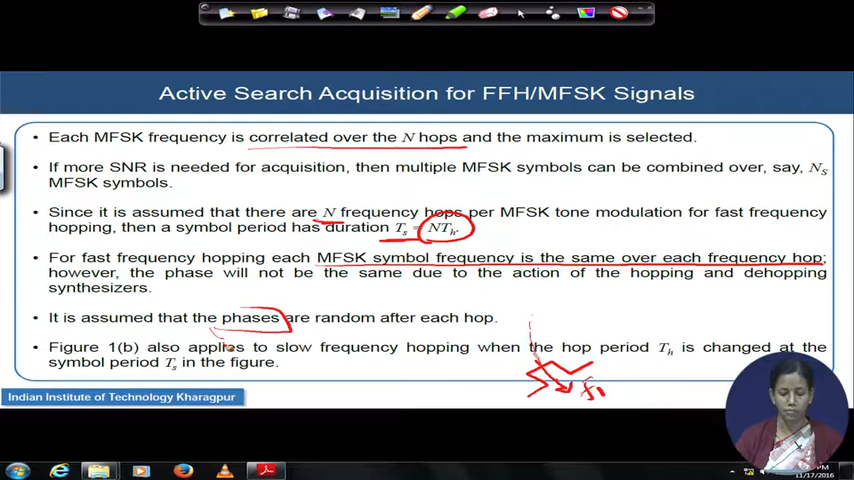 Active Search Acquisition for FFH/MFSK Signals
• Each MFSK frequency is correlated over the N hops and the maximum is selected.
• If more SNR is needed for acquisition, then multiple MFSK symbols can be combined over, say, Ns
MFSK symbols.
• Since it is assumed that there are N frequency hops per MFSK tone modulation for fast frequency
hopping, then a symbol period has duration Ts = NTh.
• For fast frequency hopping each MFSK symbol frequency is the same over each frequency hop;
however, the phase will not be the same due to the action of the hopping and dehopping
synthesizers.
• It is assumed that the phases are random after each hop.
• Figure 1(b) also applies to slow frequency hopping when the hop period Th is changed at the
symbol period Ts in the figure.
Indian Institute of Technology Kharagpur
11/17/2016